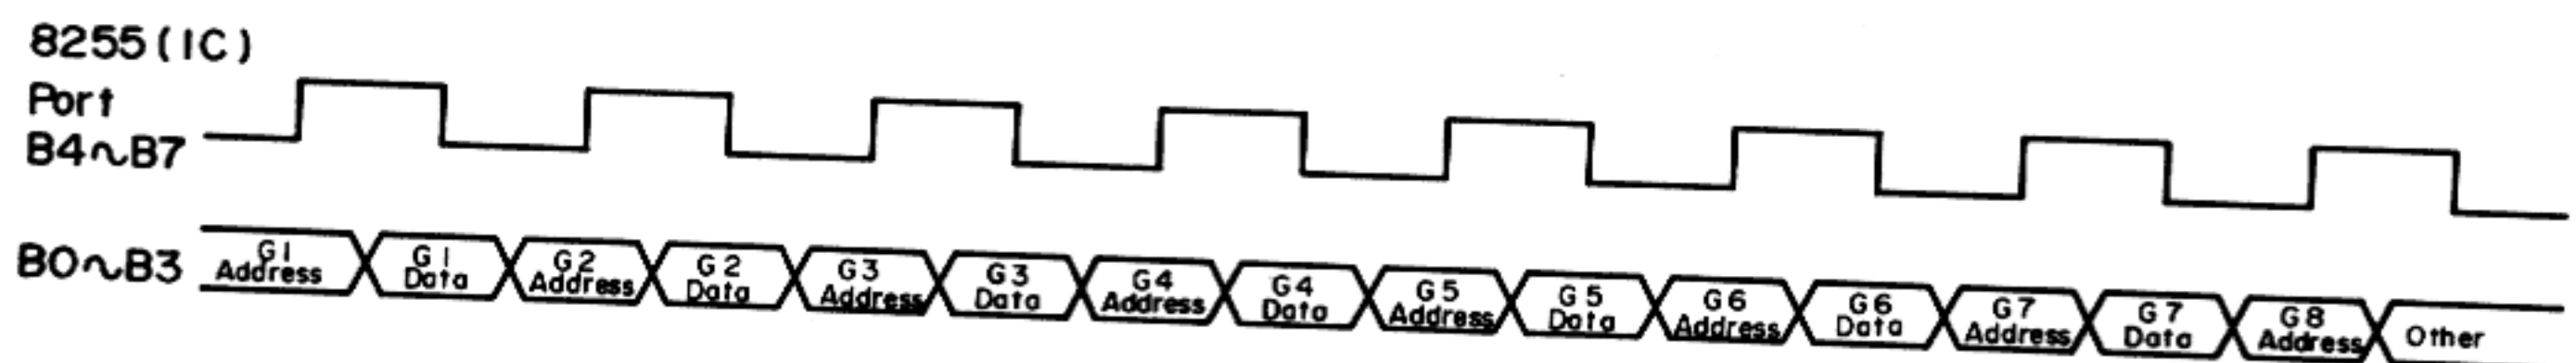 8255(IC)
Port
B4~B7
B0~B3
G1 Address
G1 Data
G2 Address
G2 Data
G3 Address
G3 Data
G4 Address
G4 Data
G5 Address
G5 Data
G6 Address
G6 Data
G7 Address
G7 Data
G8 Address
Other